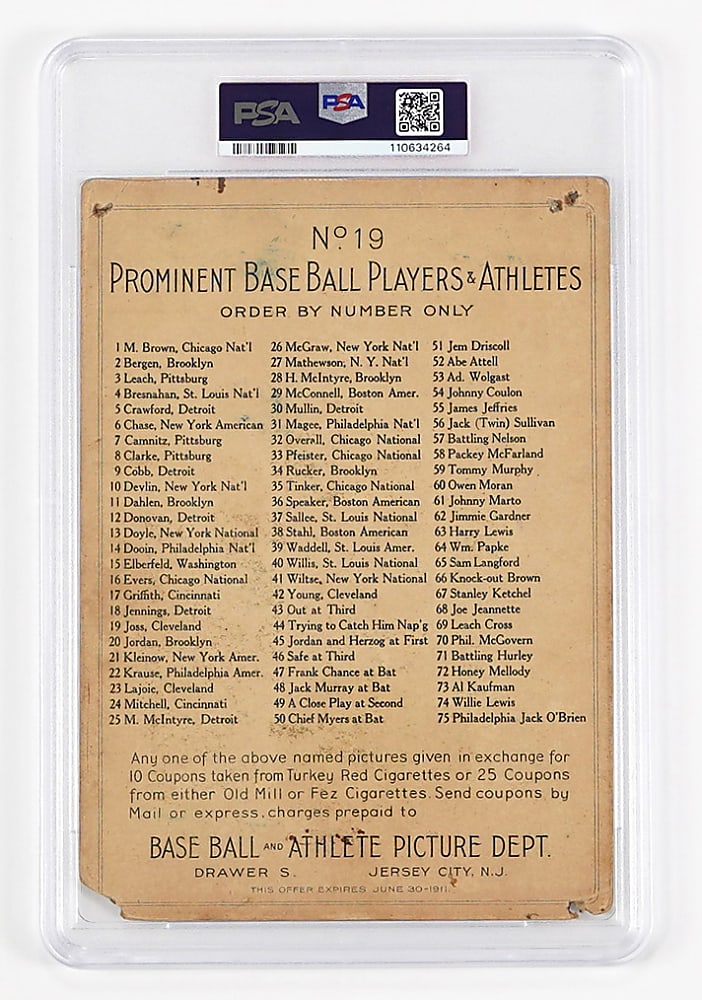 PSA
PSA
110634264
Nº 19
PROMINENT BASE BALL PLAYERS & ATHLETES
ORDER BY NUMBER ONLY
1 M. Brown, Chicago Nat'l
2 Bergen, Brooklyn
3 Leach, Pittsburg
4 Bresnahan, St. Louis Nat'l
5 Crawford, Detroit
6 Chase, New York American
7 Camnitz, Pittsburg
8 Clarke, Pittsburg
9 Cobb, Detroit
10 Devlin, New York Nat'l
11 Dahlen, Brooklyn
12 Donovan, Detroit
13 Doyle, New York National
14 Dooin, Philadelphia Nat'l
15 Elberfeld, Washington
16 Evers, Chicago National
17 Griffith, Cincinnati
18 Jennings, Detroit
19 Joss, Cleveland
20 Jordan, Brooklyn
21 Kleinow, New York Amer.
22 Krause, Philadelphia Amer.
23 Lajoie, Cleveland
24 Mitchell, Cincinnati
25 M. McIntyre, Detroit
26 McGraw, New York Nat'l
27 Mathewson, N. Y. Nat'l
28 H. McIntyre, Brooklyn
29 McConnell, Boston Amer.
30 Mullin, Detroit
31 Magee, Philadelphia Nat'l
32 Overall, Chicago National
33 Pfeister, Chicago National
34 Rucker, Brooklyn
35 Tinker, Chicago National
36 Speaker, Boston American
37 Sallee, St. Louis National
38 Stahl, Boston American
39 Waddell, St. Louis Amer.
40 Willis, St. Louis National
41 Wiltse, New York National
42 Young, Cleveland
43 Out at Third
44 Trying to Catch Him Nap'g
45 Jordan and Herzog at First
46 Safe at Third
47 Frank Chance at Bat
48 Jack Murray at Bat
49 A Close Play at Second
50 Chief Myers at Bat
51 Jem Driscoll
52 Abe Attell
53 Ad. Wolgast
54 Johnny Coulon
55 James Jeffries
56 Jack (Twin) Sullivan
57 Battling Nelson
58 Packey McFarland
59 Tommy Murphy
60 Owen Moran
61 Johnny Marto
62 Jimmie Gardner
63 Harry Lewis
64 Wm. Papke
65 Sam Langford
66 Knock-out Brown
67 Stanley Ketchel
68 Joe Jeannette
69 Leach Cross
70 Phil. McGovern
71 Battling Hurley
72 Honey Mellody
73 Al Kaufman
74 Willie Lewis
75 Philadelphia Jack O'Brien
Any one of the above named pictures given in exchange for
10 Coupons taken from Turkey Red Cigarettes or 25 Coupons
from either Old Mill or Fez Cigarettes. Send coupons by
Mail or express, charges prepaid to
BASE BALL AND ATHLETE PICTURE DEPT.
DRAWER S. JERSEY CITY, N.J.
THIS OFFER EXPIRES JUNE 30-1911.